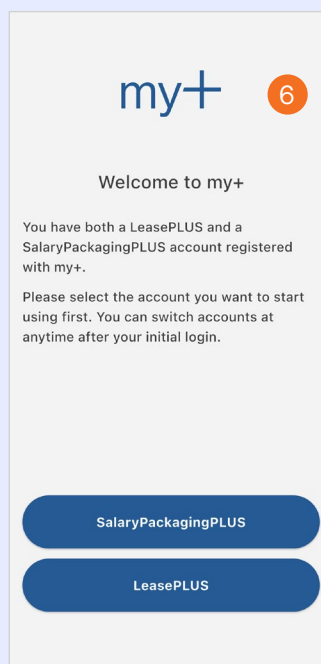 my+
6
Welcome to my+
You have both a LeasePLUS and a
SalaryPackagingPLUS account registered
with my+.
Please select the account you want to start
using first. You can switch accounts at
anytime after your initial login.
SalaryPackagingPLUS
LeasePLUS